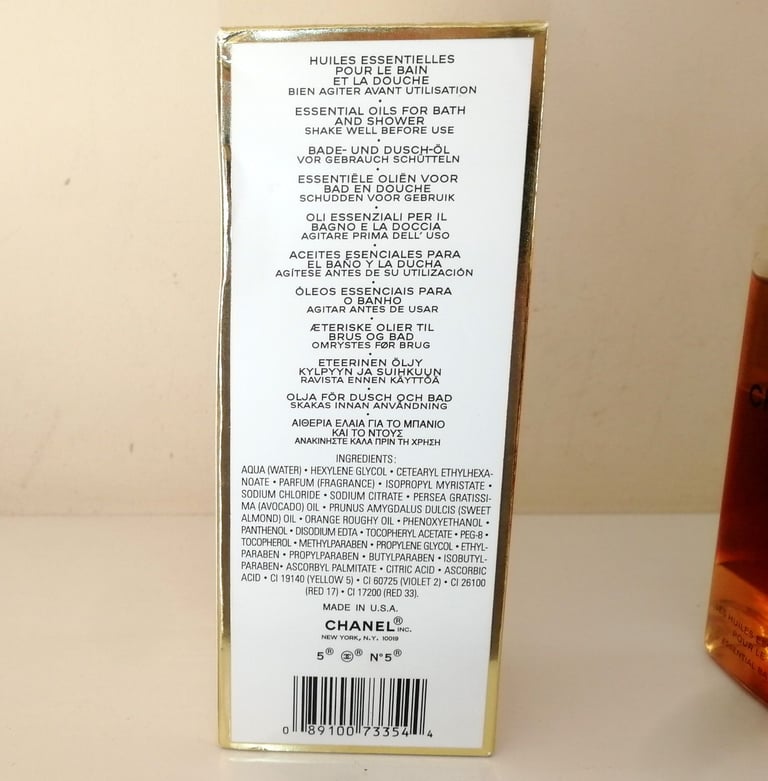 HUILES ESSENTIELLES
POUR LE BAIN
ET LA DOUCHE
BIEN AGITER AVANT UTILISATION
•
ESSENTIAL OILS FOR BATH
AND SHOWER
SHAKE WELL BEFORE USE
•
BADE- UND DUSCH-ÖL
VOR GEBRAUCH SCHÜTTELN
•
ESSENTIËLE OLIËN VOOR
BAD EN DOUCHE
SCHUDDEN VOOR GEBRUIK
•
OLI ESSENZIALI PER IL
BAGNO E LA DOCCIA
AGITARE PRIMA DELL' USO
•
ACEITES ESENCIALES PARA
EL BAÑO Y LA DUCHA
AGÍTESE ANTES DE SU UTILIZACIÓN
•
ÓLEOS ESSENCIAIS PARA
O BANHO
AGITAR ANTES DE USAR
•
ÆTERISKE OLIER TIL
BRUS OG BAD
OMRYSTES FØR BRUG
•
ETEERINEN ÖLJY
KYLPYYN JA SUIHKUUN
RAVISTA ENNEN KÄYTTÖÄ
•
OLJA FÖR DUSCH OCH BAD
SKAKAS INNAN ANVÄNDNING
•
ΑΙΘΕΡΙΑ ΕΛΑΙΑ ΓΙΑ ΤΟ ΜΠΑΝΙΟ
ΚΑΙ ΤΟ ΝΤΟΥΣ
ΑΝΑΚΙΝΗΣΤΕ ΚΑΛΑ ΠΡΙΝ ΤΗ ΧΡΗΣΗ
INGREDIENTS:
AQUA (WATER) • HEXYLENE GLYCOL • CETEARYL ETHYLHEXA-
NOATE • PARFUM (FRAGRANCE) • ISOPROPYL MYRISTATE •
SODIUM CHLORIDE • SODIUM CITRATE • PERSEA GRATISSI-
MA (AVOCADO) OIL • PRUNUS AMYGDALUS DULCIS (SWEET
ALMOND) OIL • ORANGE ROUGHY OIL • PHENOXYETHANOL •
PANTHENOL • DISODIUM EDTA • TOCOPHERYL ACETATE • PEG-8 •
TOCOPHEROL • METHYLPARABEN • PROPYLENE GLYCOL • ETHYL-
PARABEN • PROPYLPARABEN • BUTYLPARABEN • ISOBUTYL-
PARABEN • ASCORBYL PALMITATE • CITRIC ACID • ASCORBIC
ACID • CI 19140 (YELLOW 5) • CI 60725 (VIOLET 2) • CI 26100
(RED 17) • CI 17200 (RED 33).
MADE IN U.S.A.
CHANEL® INC.
NEW YORK, N.Y. 10019
5® ® N°5®
0 89100 73354 4